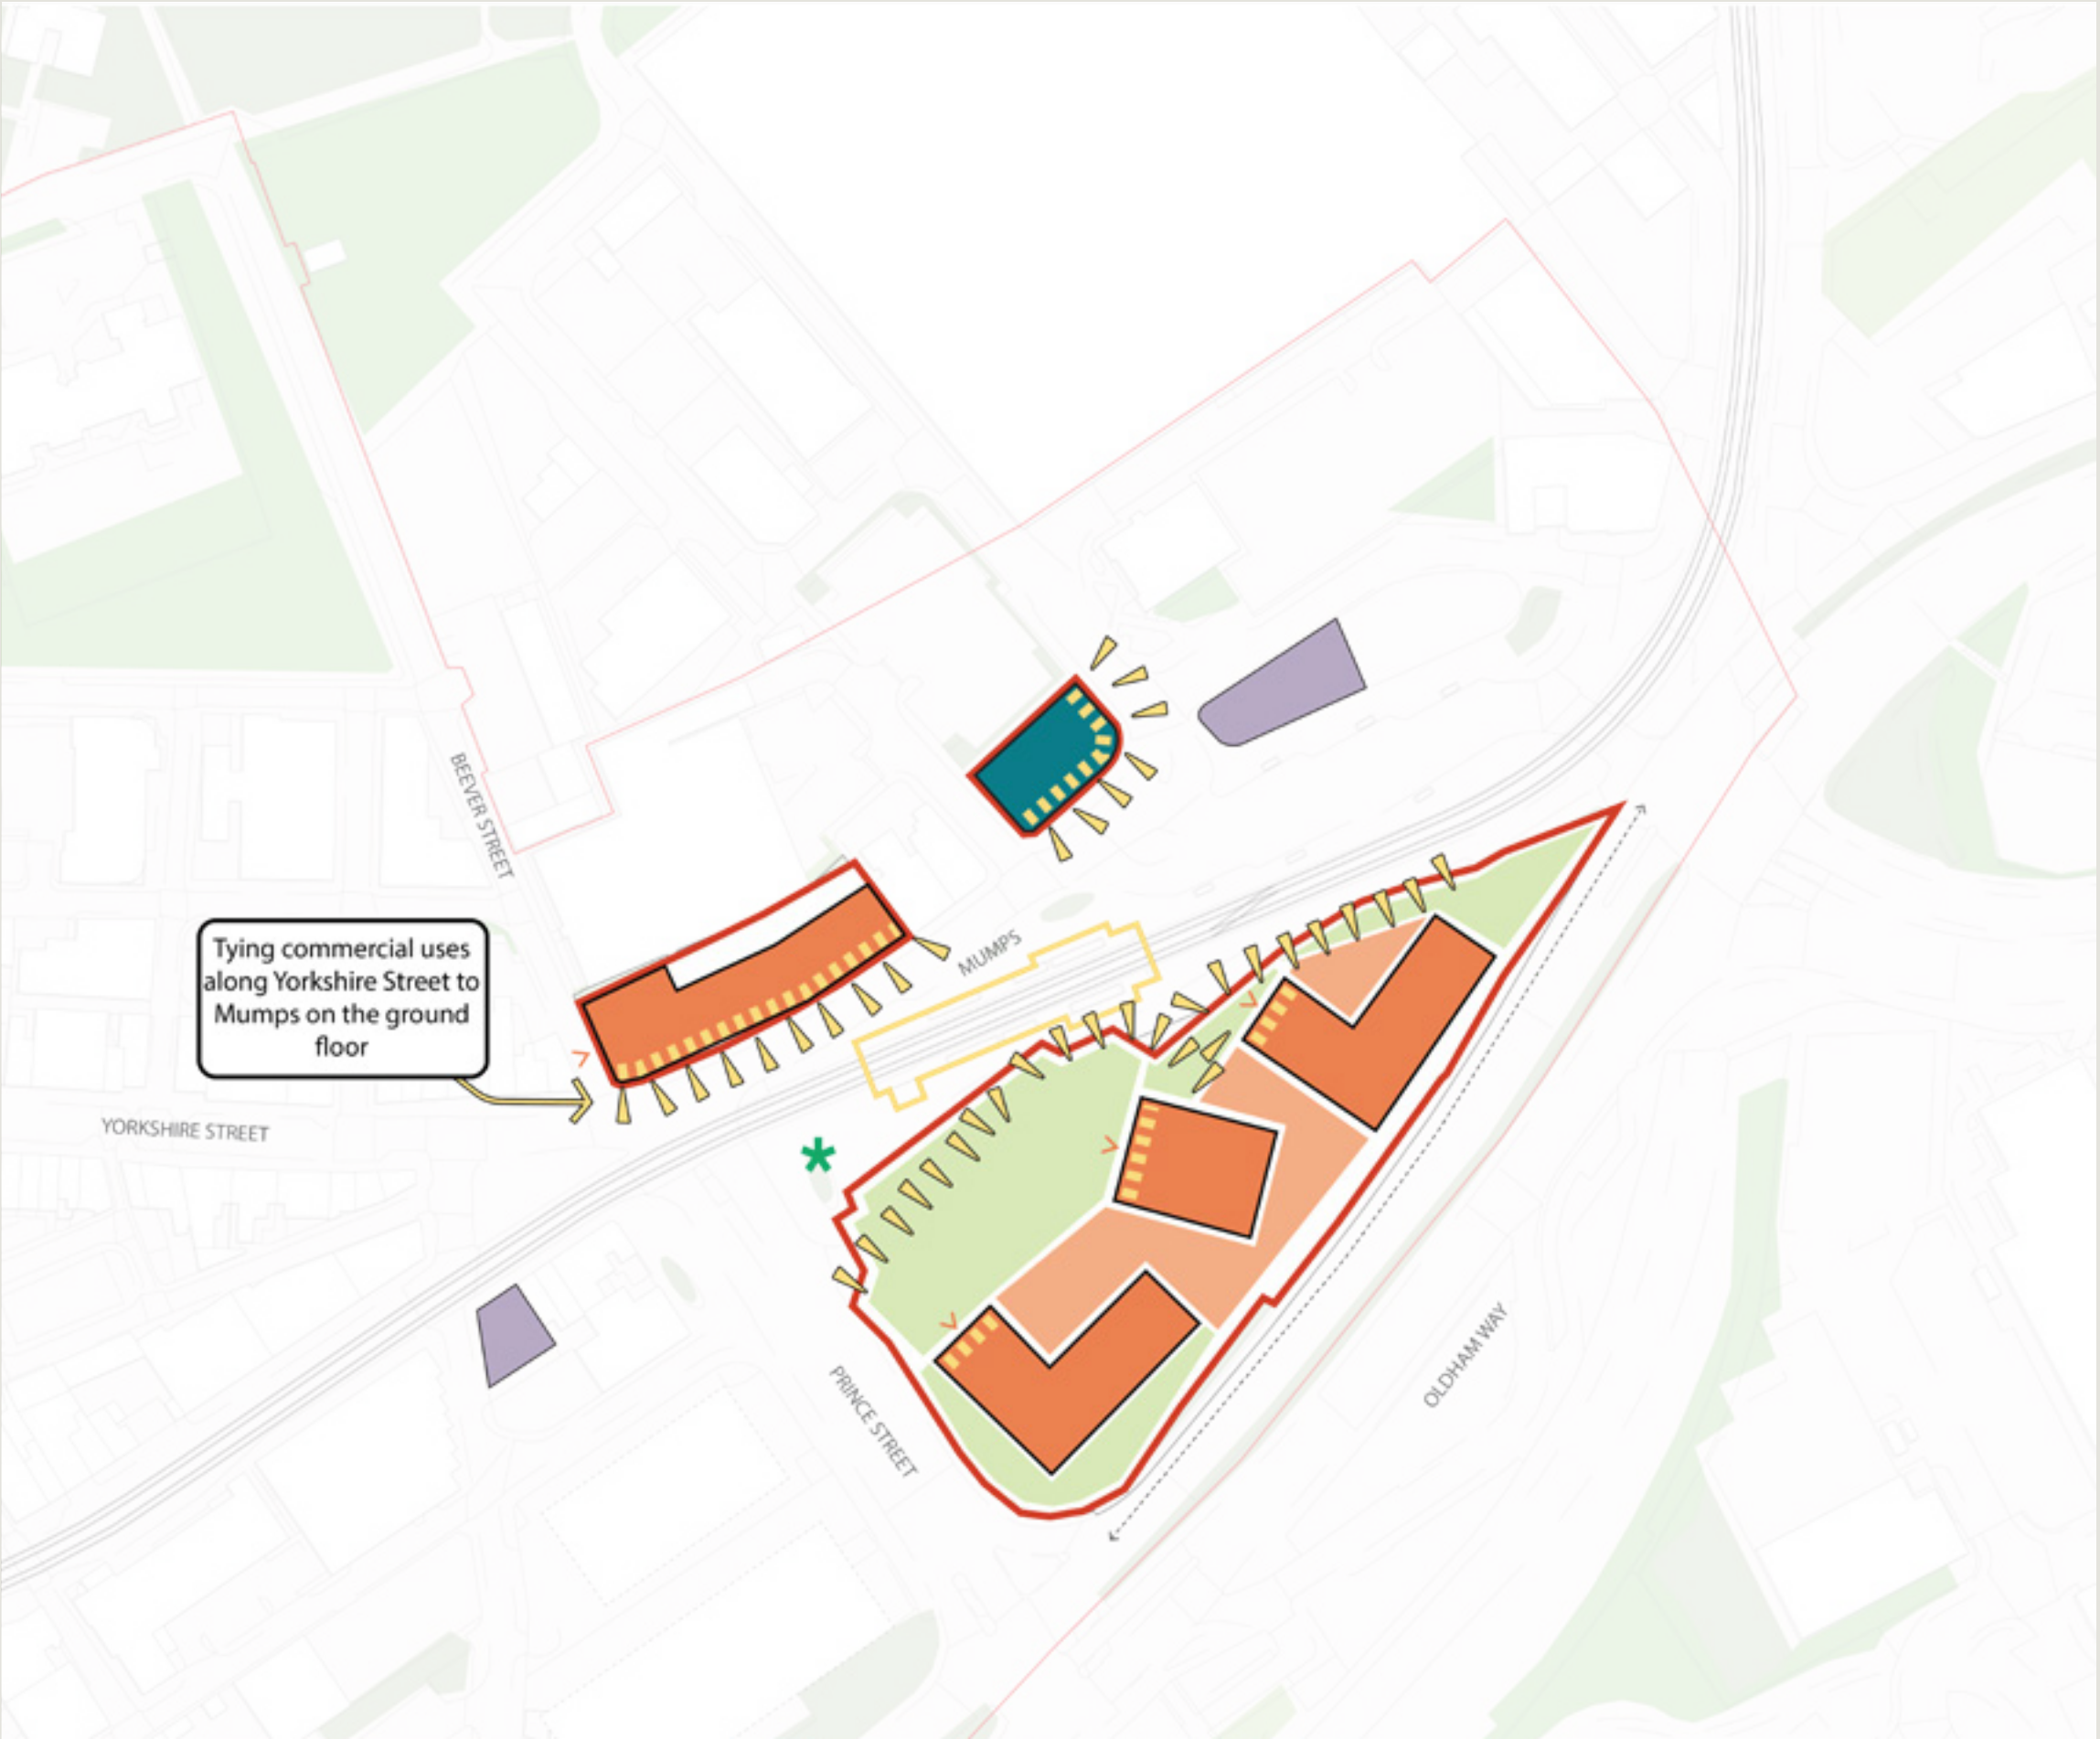 BEEVER STREET
Tying commercial uses
along Yorkshire Street to
Mumps on the ground
floor
MUMPS
YORKSHIRE STREET
PRINCE STREET
OLDHAM WAY